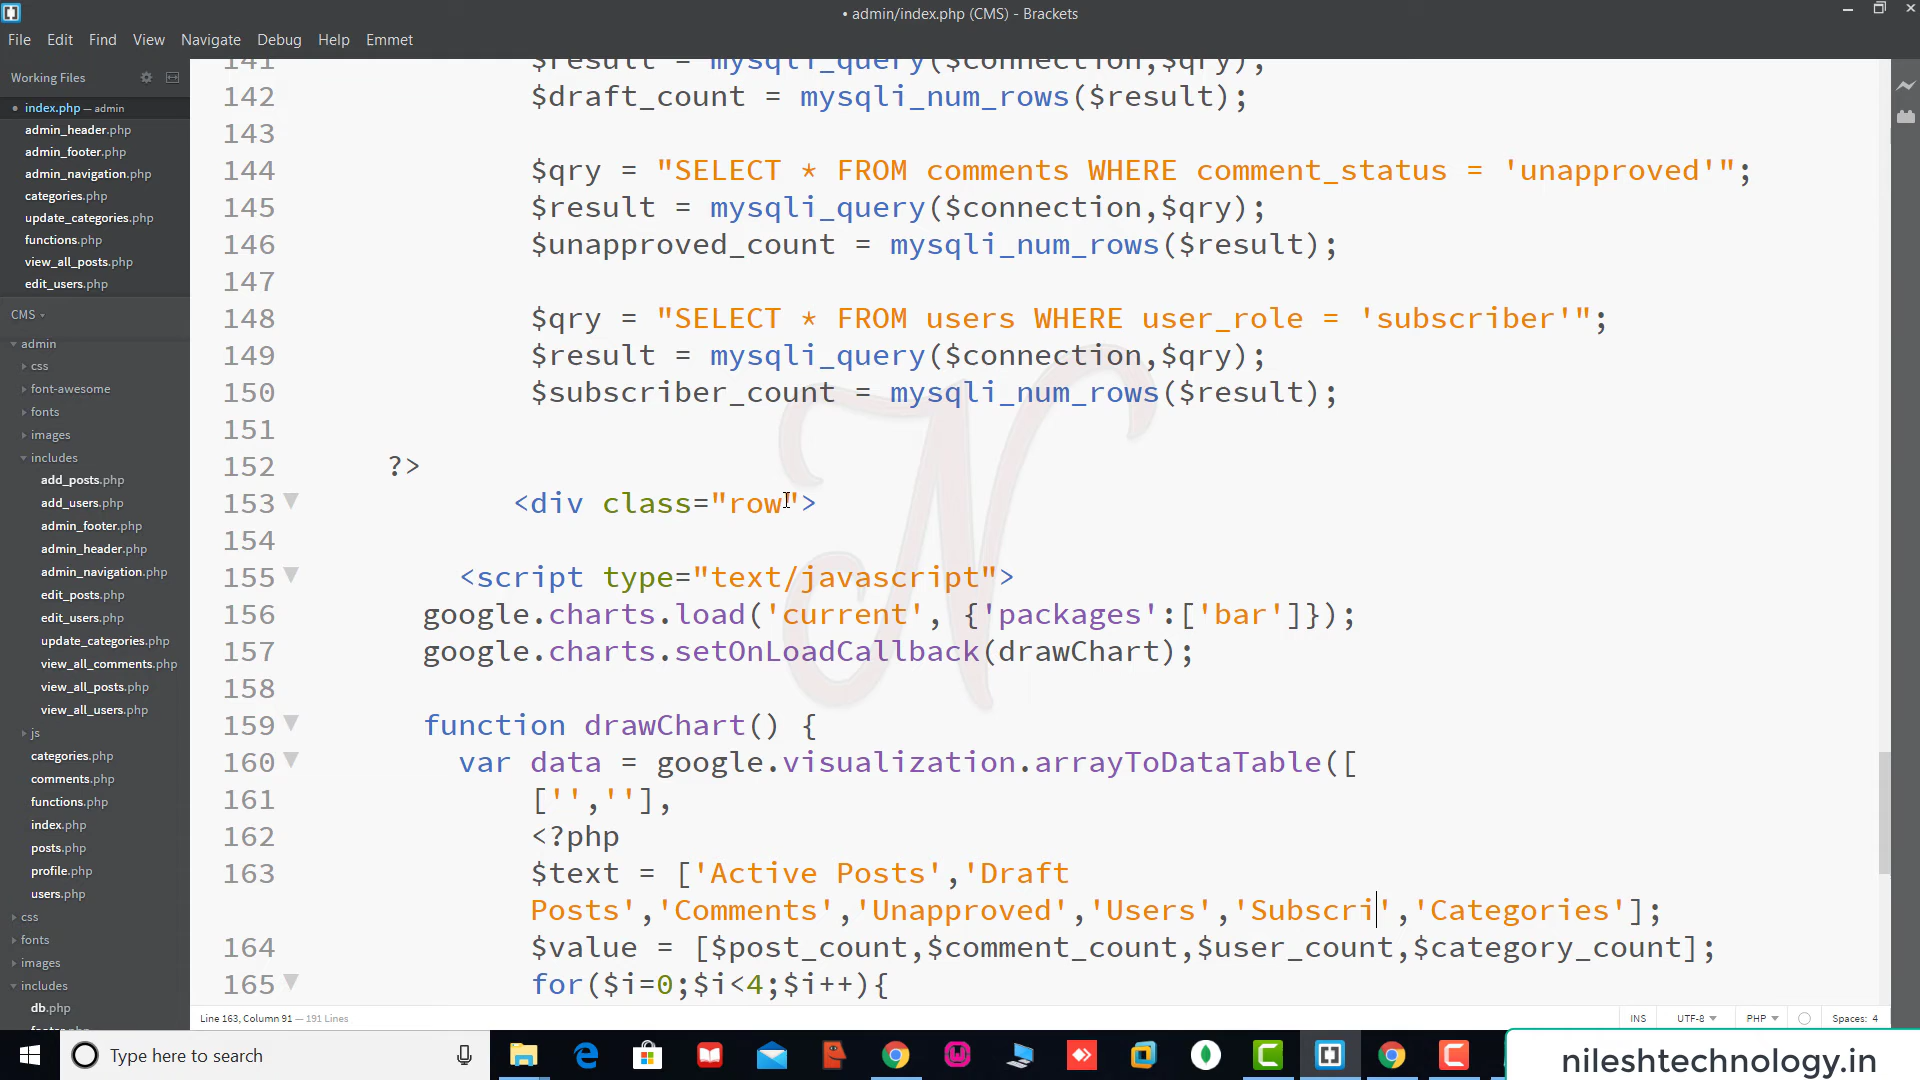 • admin/index.php (CMS) - Brackets
File Edit Find View Navigate Debug Help Emmet
Working Files
index.php — admin
admin_header.php
admin_footer.php
admin_navigation.php
categories.php
update_categories.php
functions.php
view_all_posts.php
edit_users.php
CMS
admin
css
font-awesome
fonts
images
includes
add_posts.php
add_users.php
admin_footer.php
admin_header.php
admin_navigation.php
edit_posts.php
edit_users.php
update_categories.php
view_all_comments.php
view_all_posts.php
view_all_users.php
js
categories.php
comments.php
functions.php
index.php
posts.php
profile.php
users.php
css
fonts
images
includes
db.php
footer.php
141 $result = mysqli_query($connection,$qry);
142 $draft_count = mysqli_num_rows($result);
143
144 $qry = "SELECT * FROM comments WHERE comment_status = 'unapproved'";
145 $result = mysqli_query($connection,$qry);
146 $unapproved_count = mysqli_num_rows($result);
147
148 $qry = "SELECT * FROM users WHERE user_role = 'subscriber'";
149 $result = mysqli_query($connection,$qry);
150 $subscriber_count = mysqli_num_rows($result);
151
152 ?>
153 <div class="row">
154
155 <script type="text/javascript">
156 google.charts.load('current', {'packages':['bar']});
157 google.charts.setOnLoadCallback(drawChart);
158
159 function drawChart() {
160 var data = google.visualization.arrayToDataTable([
161 ['',''],
162 <?php
163 $text = ['Active Posts','Draft
Posts','Comments','Unapproved','Users','Subscri','Categories'];
164 $value = [$post_count,$comment_count,$user_count,$category_count];
165 for($i=0;$i<4;$i++){
N
Line 163, Column 91 — 191 Lines
INS UTF-8 PHP Spaces: 4
Type here to search
nileshtechnology.in